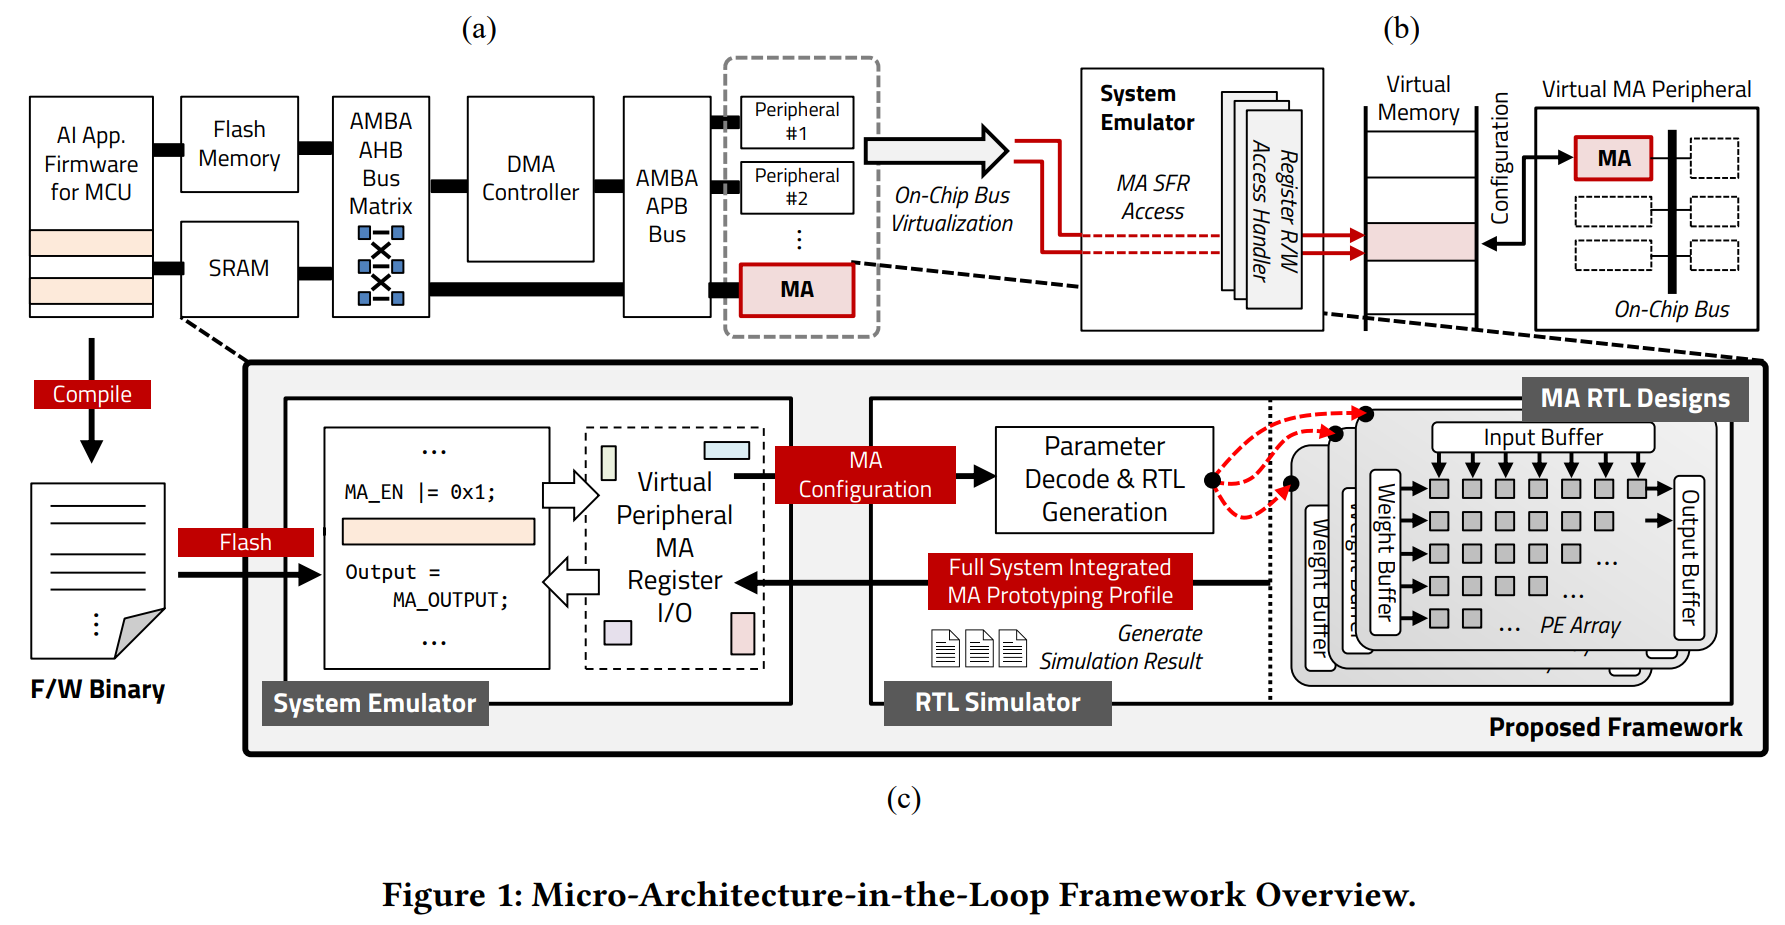 (a)
(b)
AI App.
Firmware
for MCU
Flash
Memory
SRAM
AMBA
AHB
Bus
Matrix
DMA
Controller
AMBA
APB
Bus
Peripheral
#1
Peripheral
#2
⋮
MA
On-Chip Bus
Virtualization
System
Emulator
MA SFR
Access
Register R/W
Access Handler
Virtual
Memory
Configuration
Virtual MA Peripheral
MA
On-Chip Bus
Compile
Flash
⋮
F/W Binary
...
MA_EN |= 0x1;
Output =
MA_OUTPUT;
...
Virtual
Peripheral
MA
Register
I/O
System Emulator
MA
Configuration
Parameter
Decode & RTL
Generation
Full System Integrated
MA Prototyping Profile
Generate
Simulation Result
RTL Simulator
MA RTL Designs
Input Buffer
Weight Buffer
Output Buffer
...
...
... PE Array
Weight Buffer
Proposed Framework
(c)
Figure 1: Micro-Architecture-in-the-Loop Framework Overview.